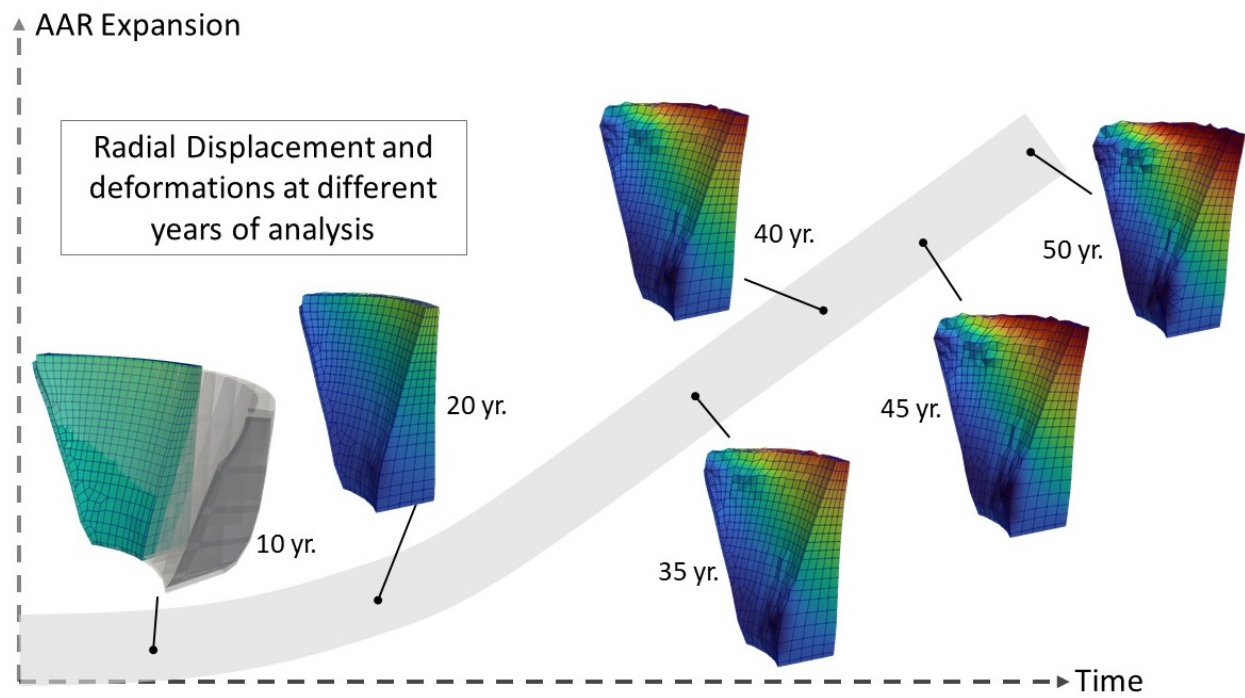 AAR Expansion
Radial Displacement and
deformations at different
years of analysis
40 yr.
50 yr.
20 yr.
45 yr.
10 yr.
35 yr.
Time